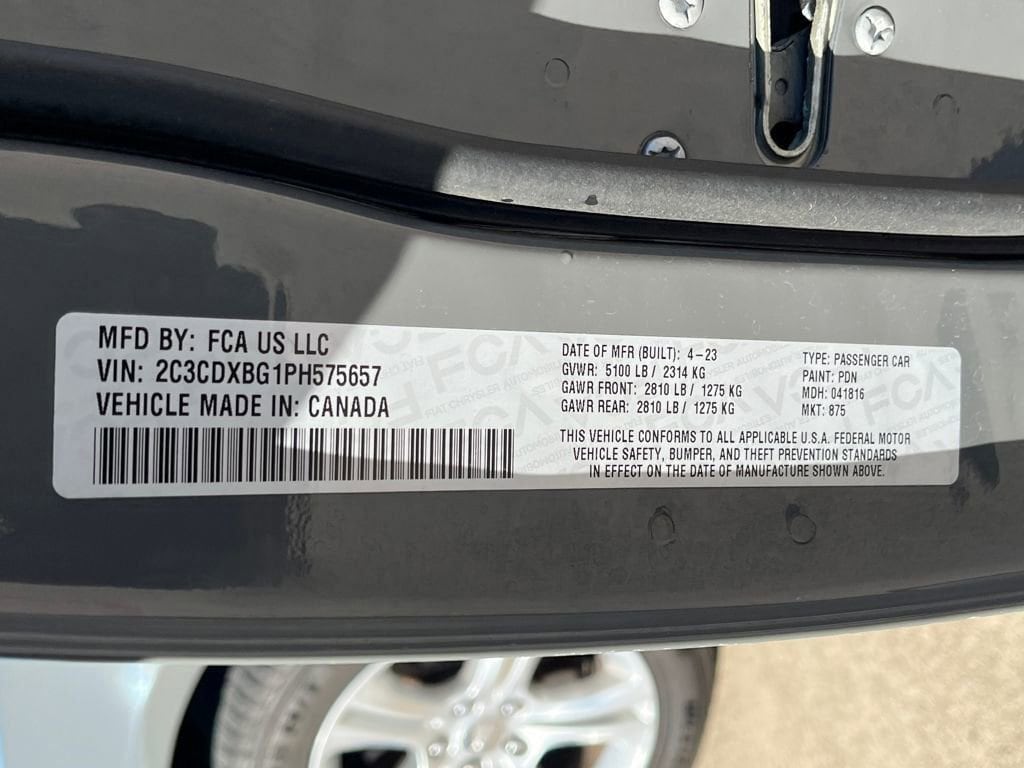 MFD BY: FCA US LLC
VIN: 2C3CDXBG1PH575657
VEHICLE MADE IN: CANADA
DATE OF MFR (BUILT): 4-23
GVWR: 5100 LB / 2314 KG
GAWR FRONT: 2810 LB / 1275 KG
GAWR REAR: 2810 LB / 1275 KG
TYPE: PASSENGER CAR
PAINT: PDN
MDH: 041816
MKT: 875
THIS VEHICLE CONFORMS TO ALL APPLICABLE U.S.A. FEDERAL MOTOR
VEHICLE SAFETY, BUMPER, AND THEFT PREVENTION STANDARDS
IN EFFECT ON THE DATE OF MANUFACTURE SHOWN ABOVE.